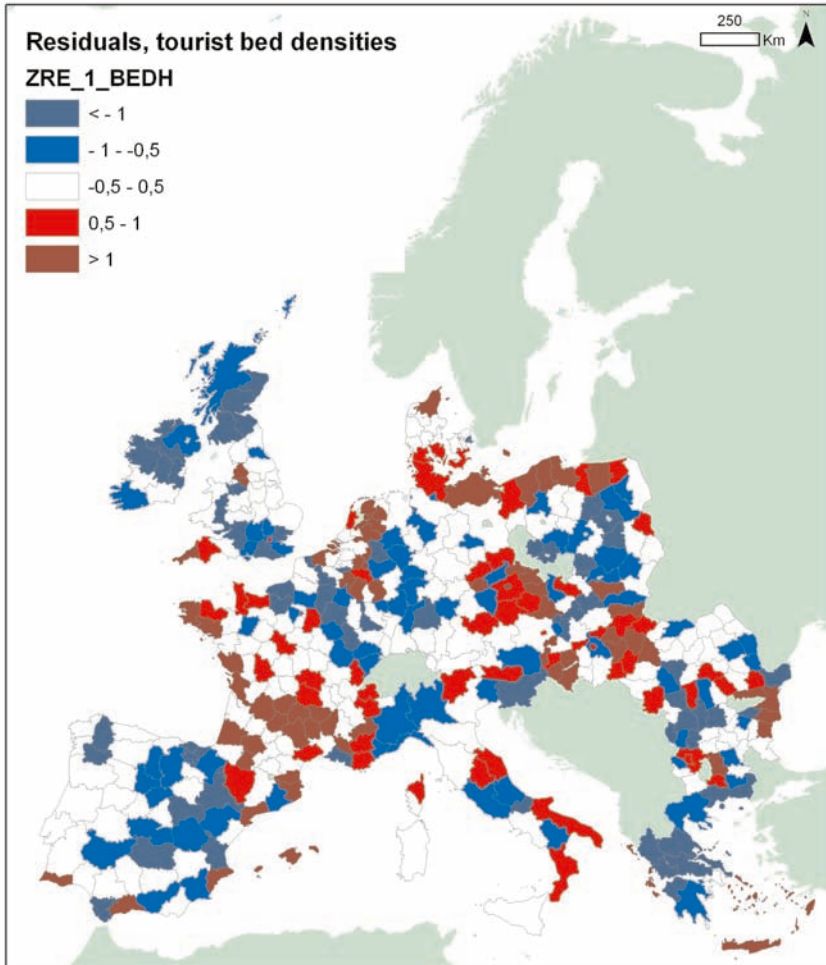 Residuals, tourist bed densities
ZRE_1_BEDH
< - 1
- 1 - -0,5
-0,5 - 0,5
0,5 - 1
> 1
250
Km
N